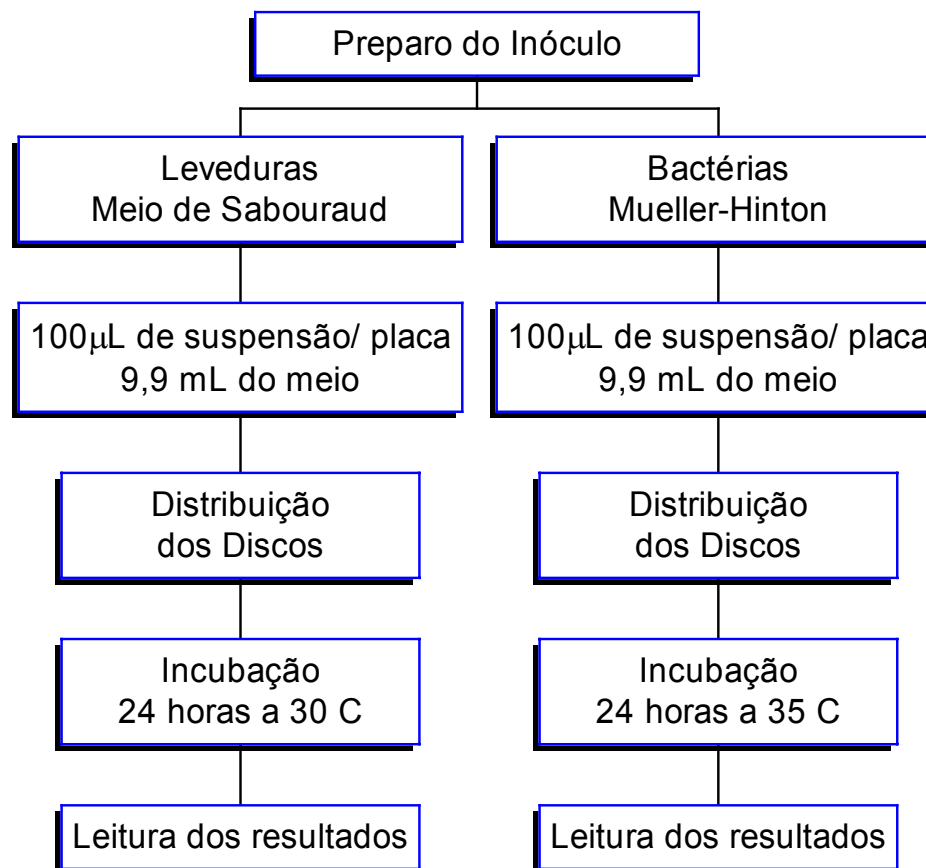 Preparo do Inóculo
Leveduras
Meio de Sabouraud
100μL de suspensão/ placa
9,9 mL do meio
Distribuição
dos Discos
Incubação
24 horas a 30 C
Leitura dos resultados
Bactérias
Mueller-Hinton
100μL de suspensão/ placa
9,9 mL do meio
Distribuição
dos Discos
Incubação
24 horas a 35 C
Leitura dos resultados